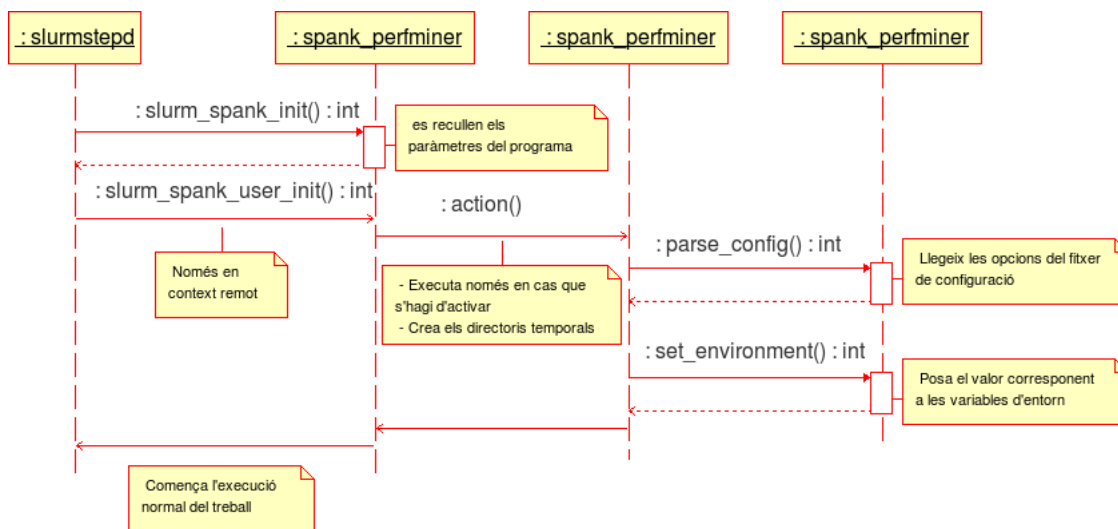 : slurmstepd
: spank_perfminer
: spank_perfminer
: spank_perfminer
: slurm_spank_init() : int
es recullen els
paràmetres del programa
: slurm_spank_user_init() : int
: action()
Només en
context remot
- Executa només en cas que
s'hagi d'activar
- Crea els directoris temporals
: parse_config() : int
Llegeix les opcions del fitxer
de configuració
: set_environment() : int
Posa el valor corresponent
a les variables d'entorn
Comença l'execució
normal del treball